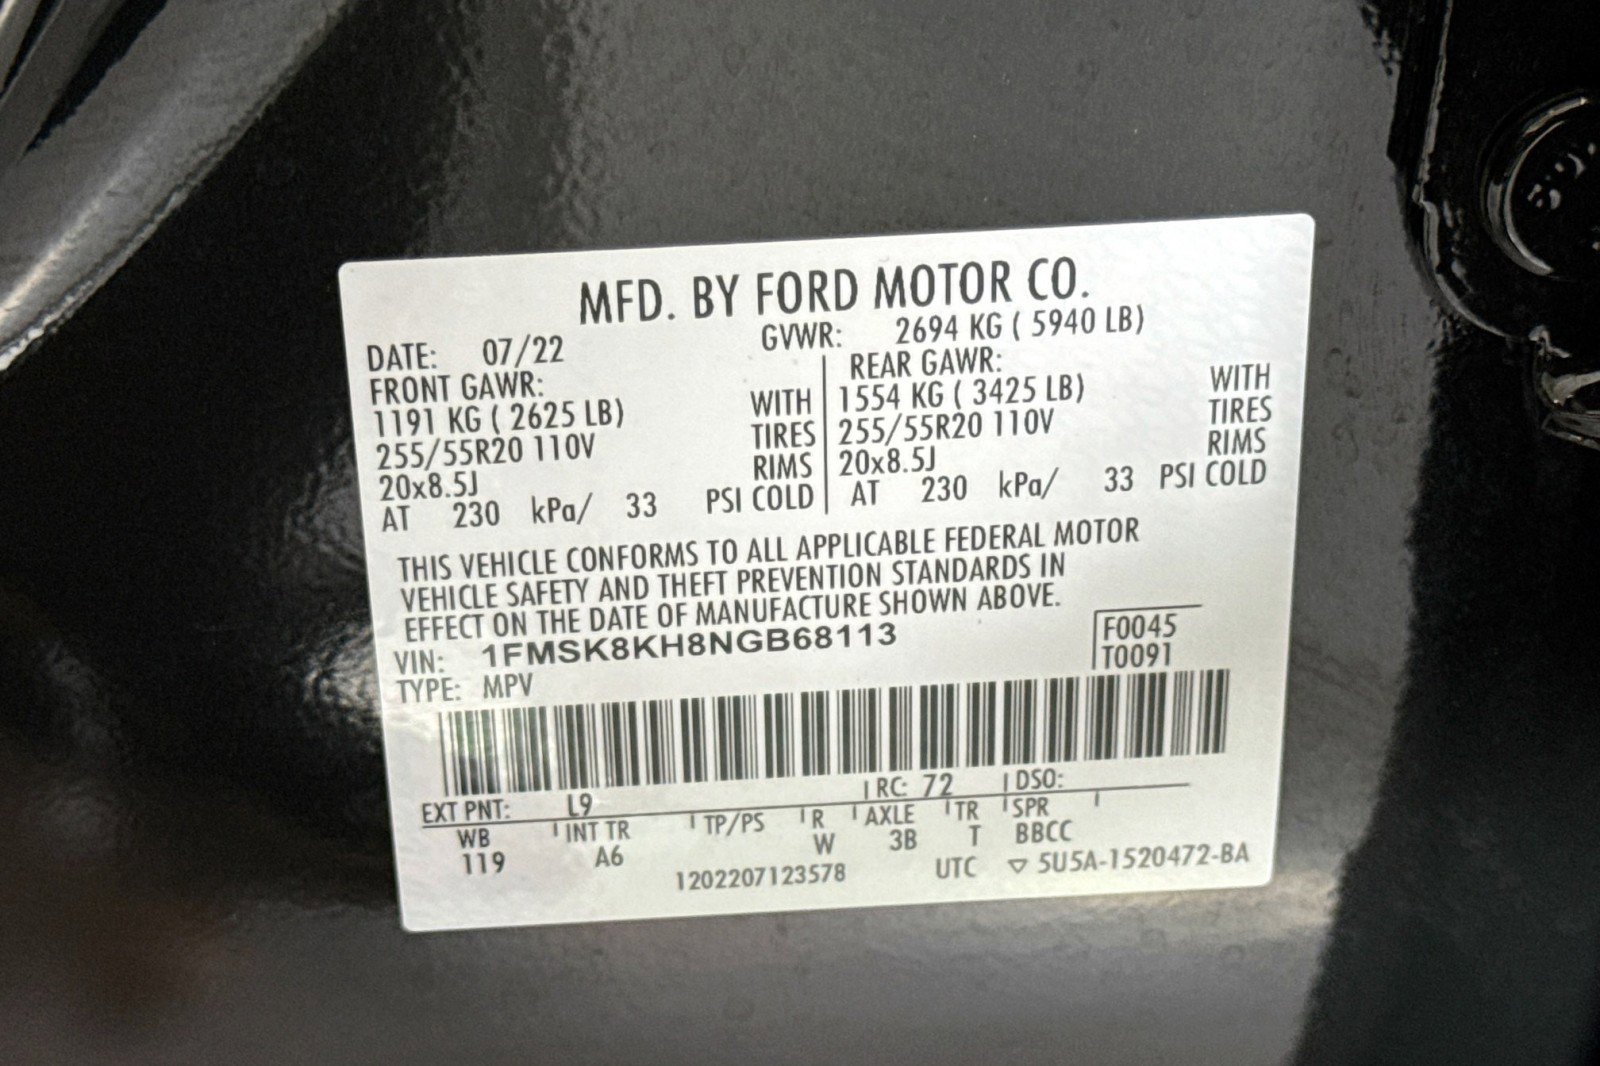 MFD. BY FORD MOTOR CO.
DATE: 07/22 GVWR: 2694 KG ( 5940 LB)
FRONT GAWR: REAR GAWR:
1191 KG ( 2625 LB) WITH 1554 KG ( 3425 LB) WITH
255/55R20 110V TIRES 255/55R20 110V TIRES
20x8.5J RIMS 20x8.5J RIMS
AT 230 kPa/ 33 PSI COLD AT 230 kPa/ 33 PSI COLD
THIS VEHICLE CONFORMS TO ALL APPLICABLE FEDERAL MOTOR
VEHICLE SAFETY AND THEFT PREVENTION STANDARDS IN
EFFECT ON THE DATE OF MANUFACTURE SHOWN ABOVE.
VIN: 1FMSK8KH8NGB68113 F0045
TYPE: MPV T0091
EXT PNT: L9 RC: 72 DSO:
WB INT TR TP/PS R AXLE TR SPR
119 A6 W 3B T BBCC
1202207123578 UTC ▽ 5U5A-1520472-BA